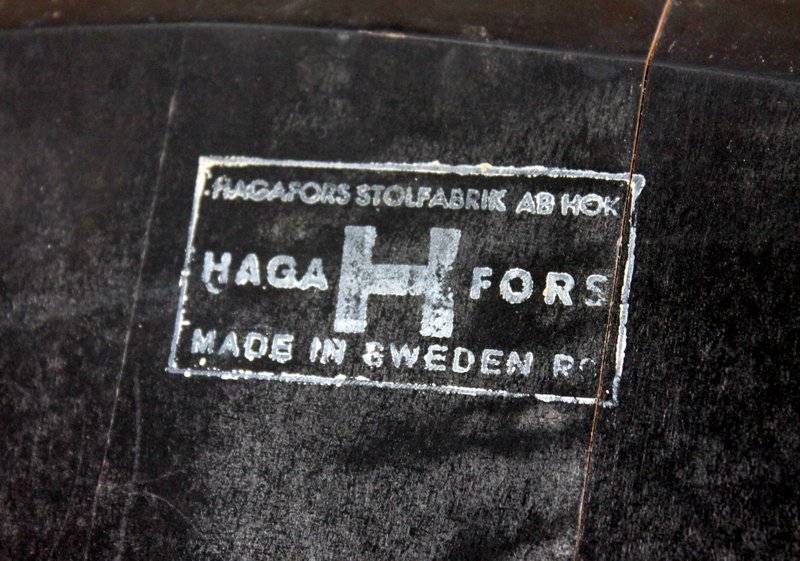 HAGAFORS STOLFABRIK AB HOK
HAGA H FORS
MADE IN SWEDEN